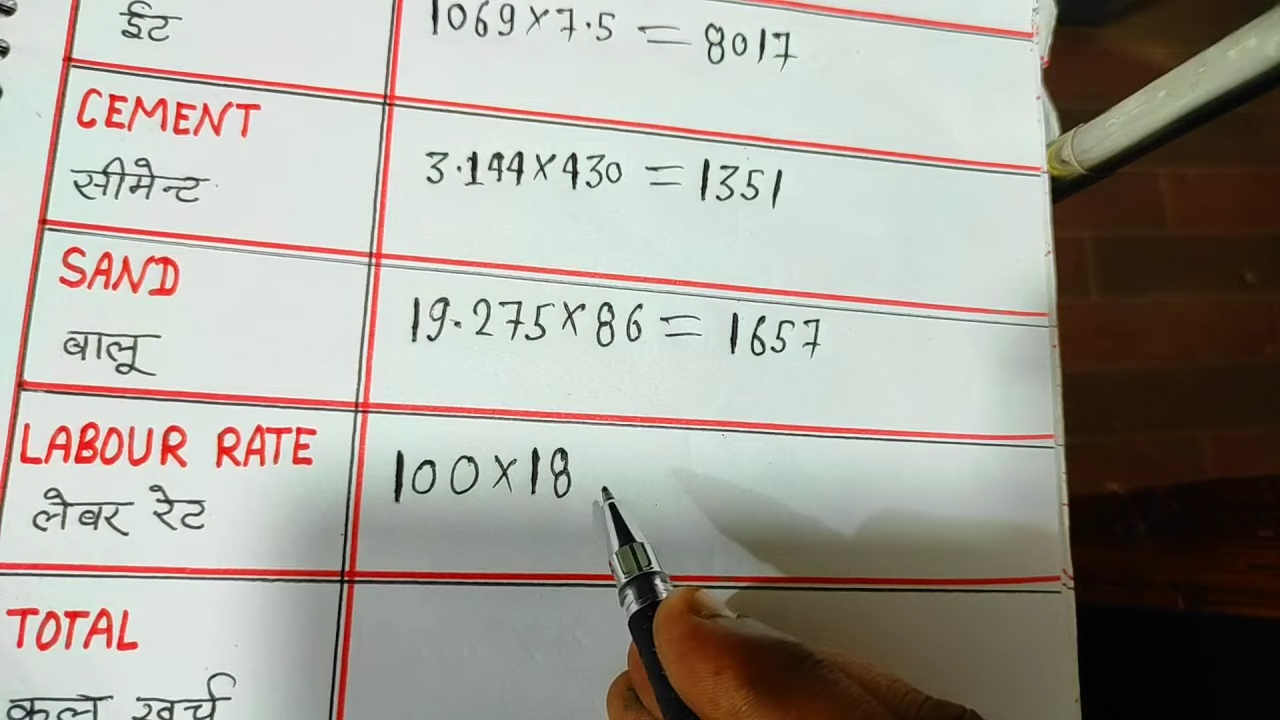 ईंट
1069×7.5 = 8017
CEMENT
सीमेन्ट
3.144×430 = 1351
SAND
बालू
19.275×86 = 1657
LABOUR RATE
लेबर रेट
100×18
TOTAL
कुल खर्च